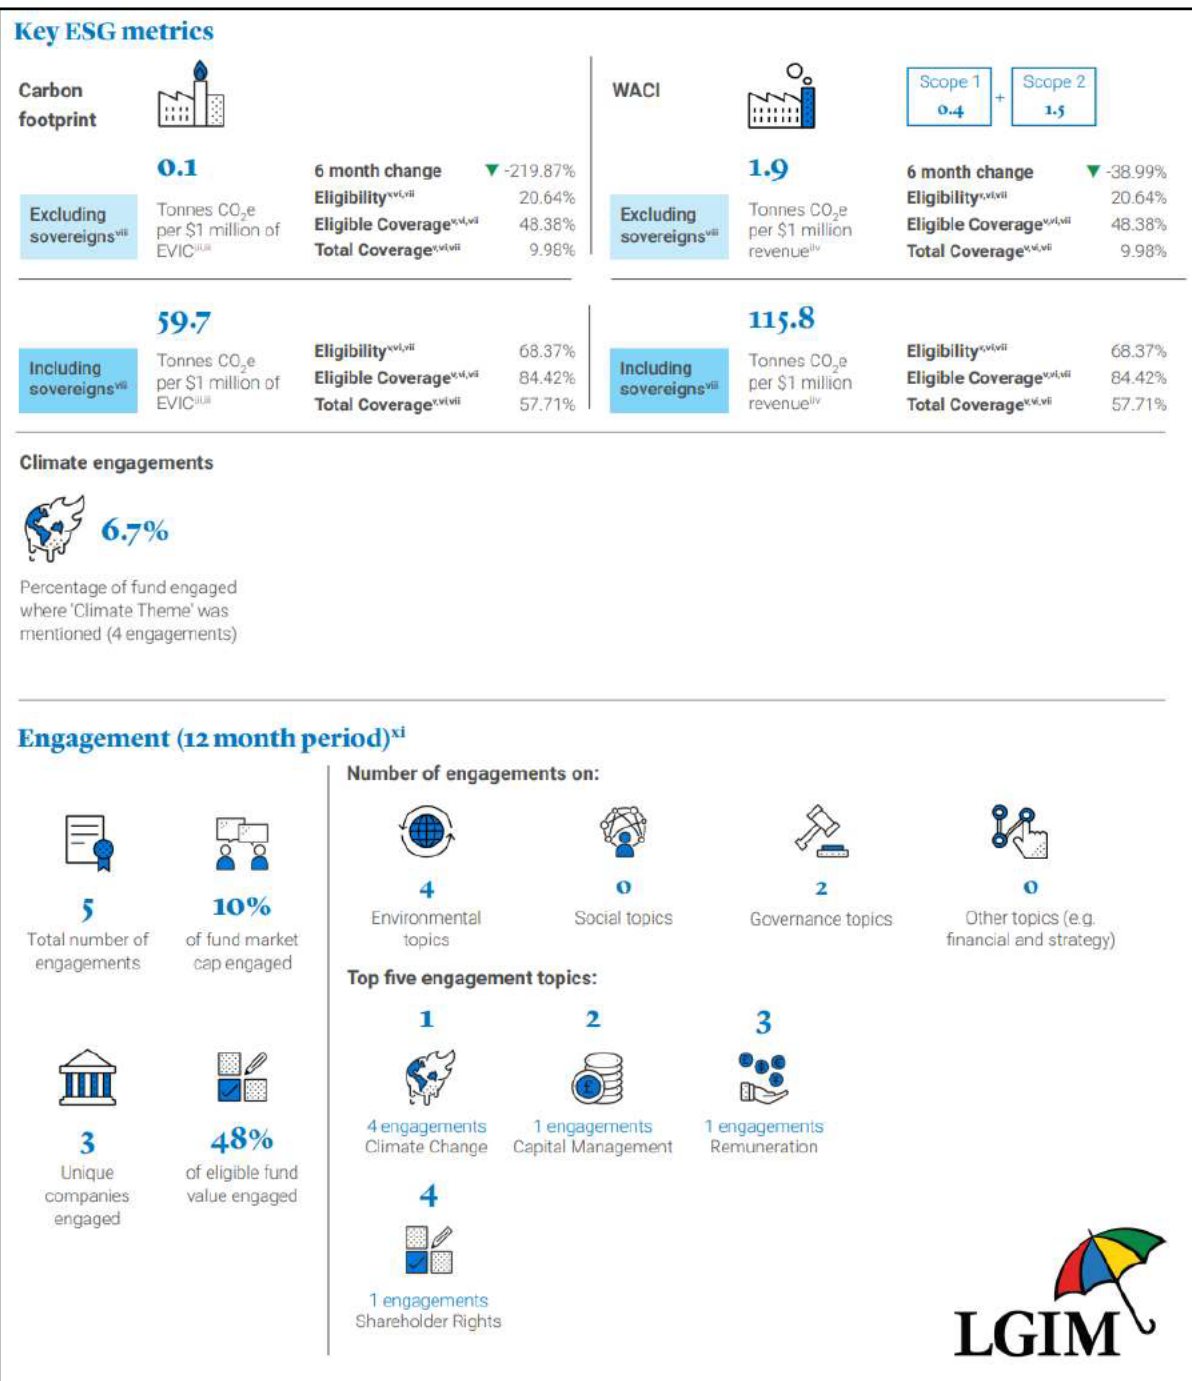 Key ESG metrics
Carbon
footprint
0.1
Excluding
sovereigns
Tonnes CO₂e
per $1 million of
EVIC
6 month change ▼ -219.87%
Eligibility 20.64%
Eligible Coverage 48.38%
Total Coverage 9.98%
WACI
Scope 1
0.4
+
Scope 2
1.5
1.9
Excluding
sovereigns
Tonnes CO₂e
per $1 million
revenue
6 month change ▼ -38.99%
Eligibility 20.64%
Eligible Coverage 48.38%
Total Coverage 9.98%
59.7
Including
sovereigns
Tonnes CO₂e
per $1 million of
EVIC
Eligibility 68.37%
Eligible Coverage 84.42%
Total Coverage 57.71%
115.8
Including
sovereigns
Tonnes CO₂e
per $1 million
revenue
Eligibility 68.37%
Eligible Coverage 84.42%
Total Coverage 57.71%
Climate engagements
6.7%
Percentage of fund engaged
where 'Climate Theme' was
mentioned (4 engagements)
Engagement (12 month period)xi
5
Total number of
engagements
10%
of fund market
cap engaged
3
Unique
companies
engaged
48%
of eligible fund
value engaged
Number of engagements on:
4
Environmental
topics
0
Social topics
2
Governance topics
0
Other topics (e.g.
financial and strategy)
Top five engagement topics:
1
4 engagements
Climate Change
2
1 engagements
Capital Management
3
1 engagements
Remuneration
4
1 engagements
Shareholder Rights
LGIM